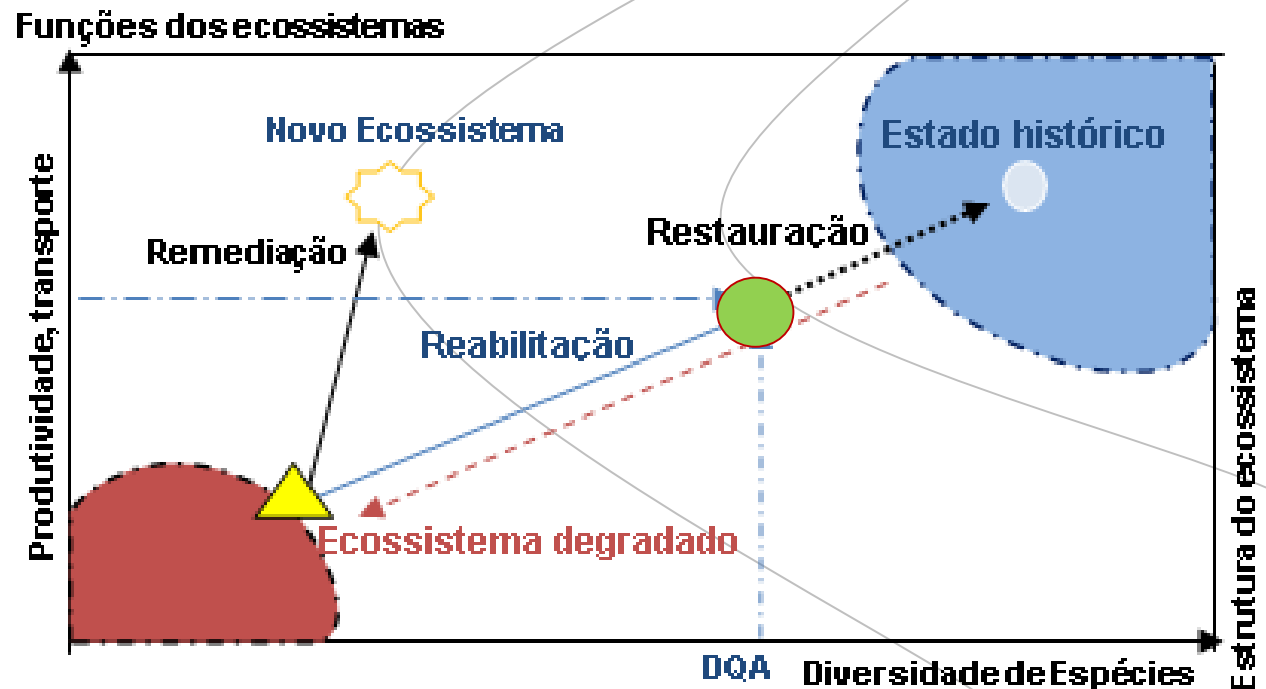 Funções dos ecossistemas
Novo Ecossistema
Estado histórico
Remediação
Restauração
Reabilitação
Produtividade, transporte
Ecossistema degradado
Estrutura do ecossistema
DQA
Diversidade de Espécies